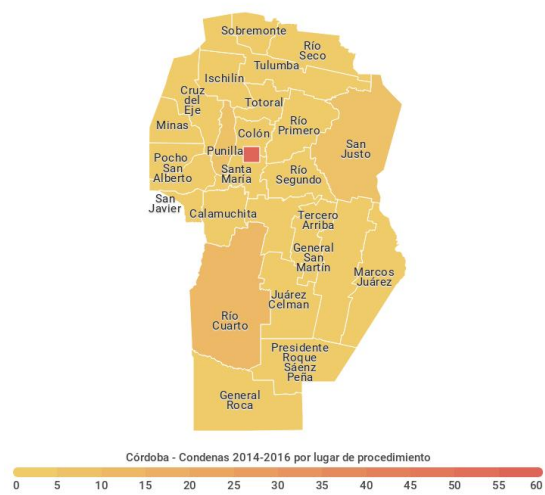 Sobremonte
Río
Seco
Tulumba
Ischilín
Cruz
del
Eje
Totoral
Minas
Colón
Río
Primero
San
Justo
Punilla
Pocho
San
Alberto
Santa
María
Río
Segundo
San
Javier
Calamuchita
Tercero
Arriba
General
San
Martín
Marcos
Juárez
Juárez
Celman
Río
Cuarto
Presidente
Roque
Sáenz
Peña
General
Roca
Córdoba - Condenas 2014-2016 por lugar de procedimiento
0 5 10 15 20 25 30 35 40 45 50 55 60